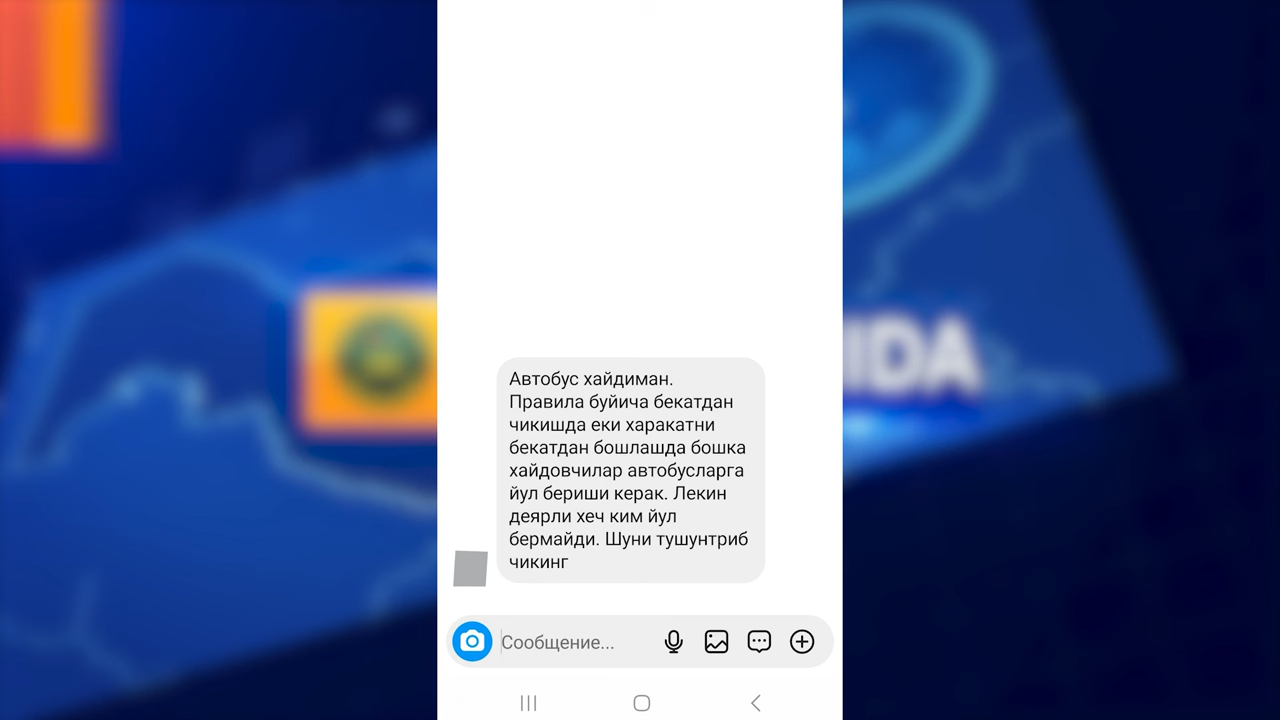 Автобус хайдиман.
Правила буйича бекатдан
чикишда еки харакатни
бекатдан бошлашда бошка
хайдовчилар автобусларга
йул бериши керак. Лекин
деярли хеч ким йул
бермайди. Шуни тушунтриб
чикинг
IDA
Сообщение...